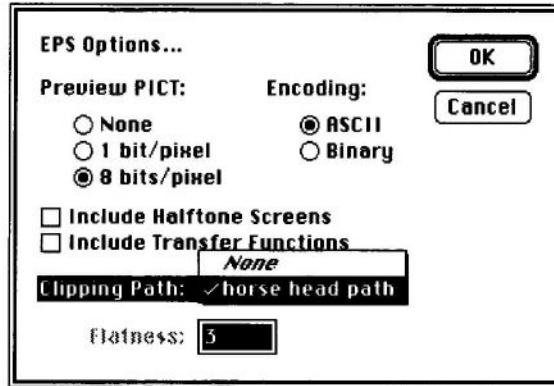 EPS Options...
OK
Preview PICT:
Encoding:
Cancel
None
ASCII
1 bit/pixel
Binary
8 bits/pixel
Include Halftone Screens
Include Transfer Functions
None
Clipping Path: ✓horse head path
Flatness: 3